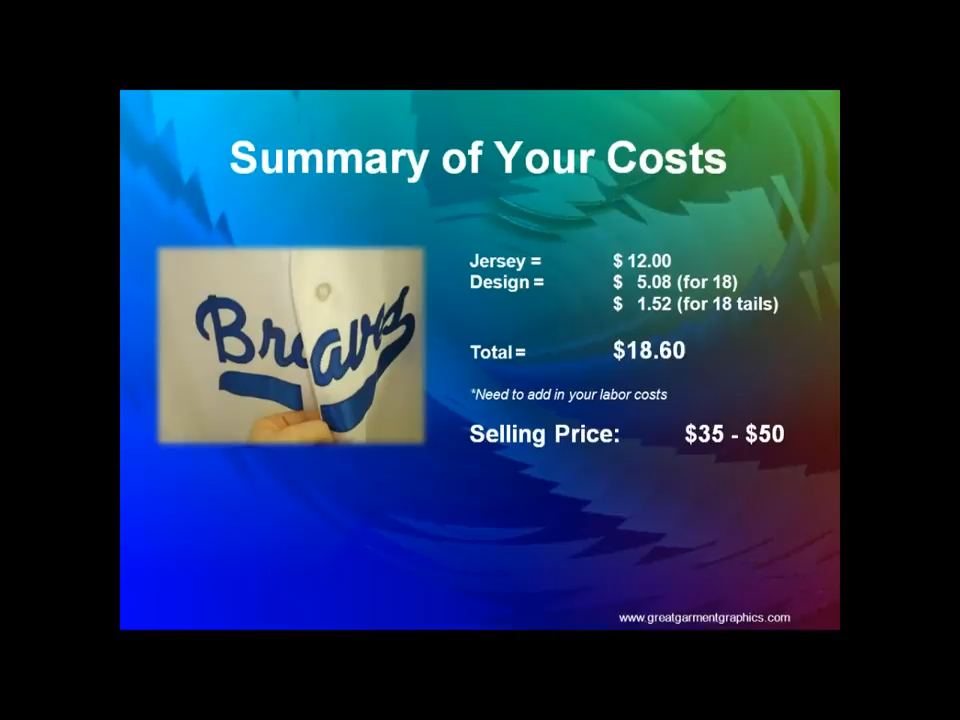 Summary of Your Costs
Braves
Jersey = $ 12.00
Design = $ 5.08 (for 18)
$ 1.52 (for 18 tails)
Total = $18.60
*Need to add in your labor costs
Selling Price: $35 - $50
www.greatgarmentgraphics.com